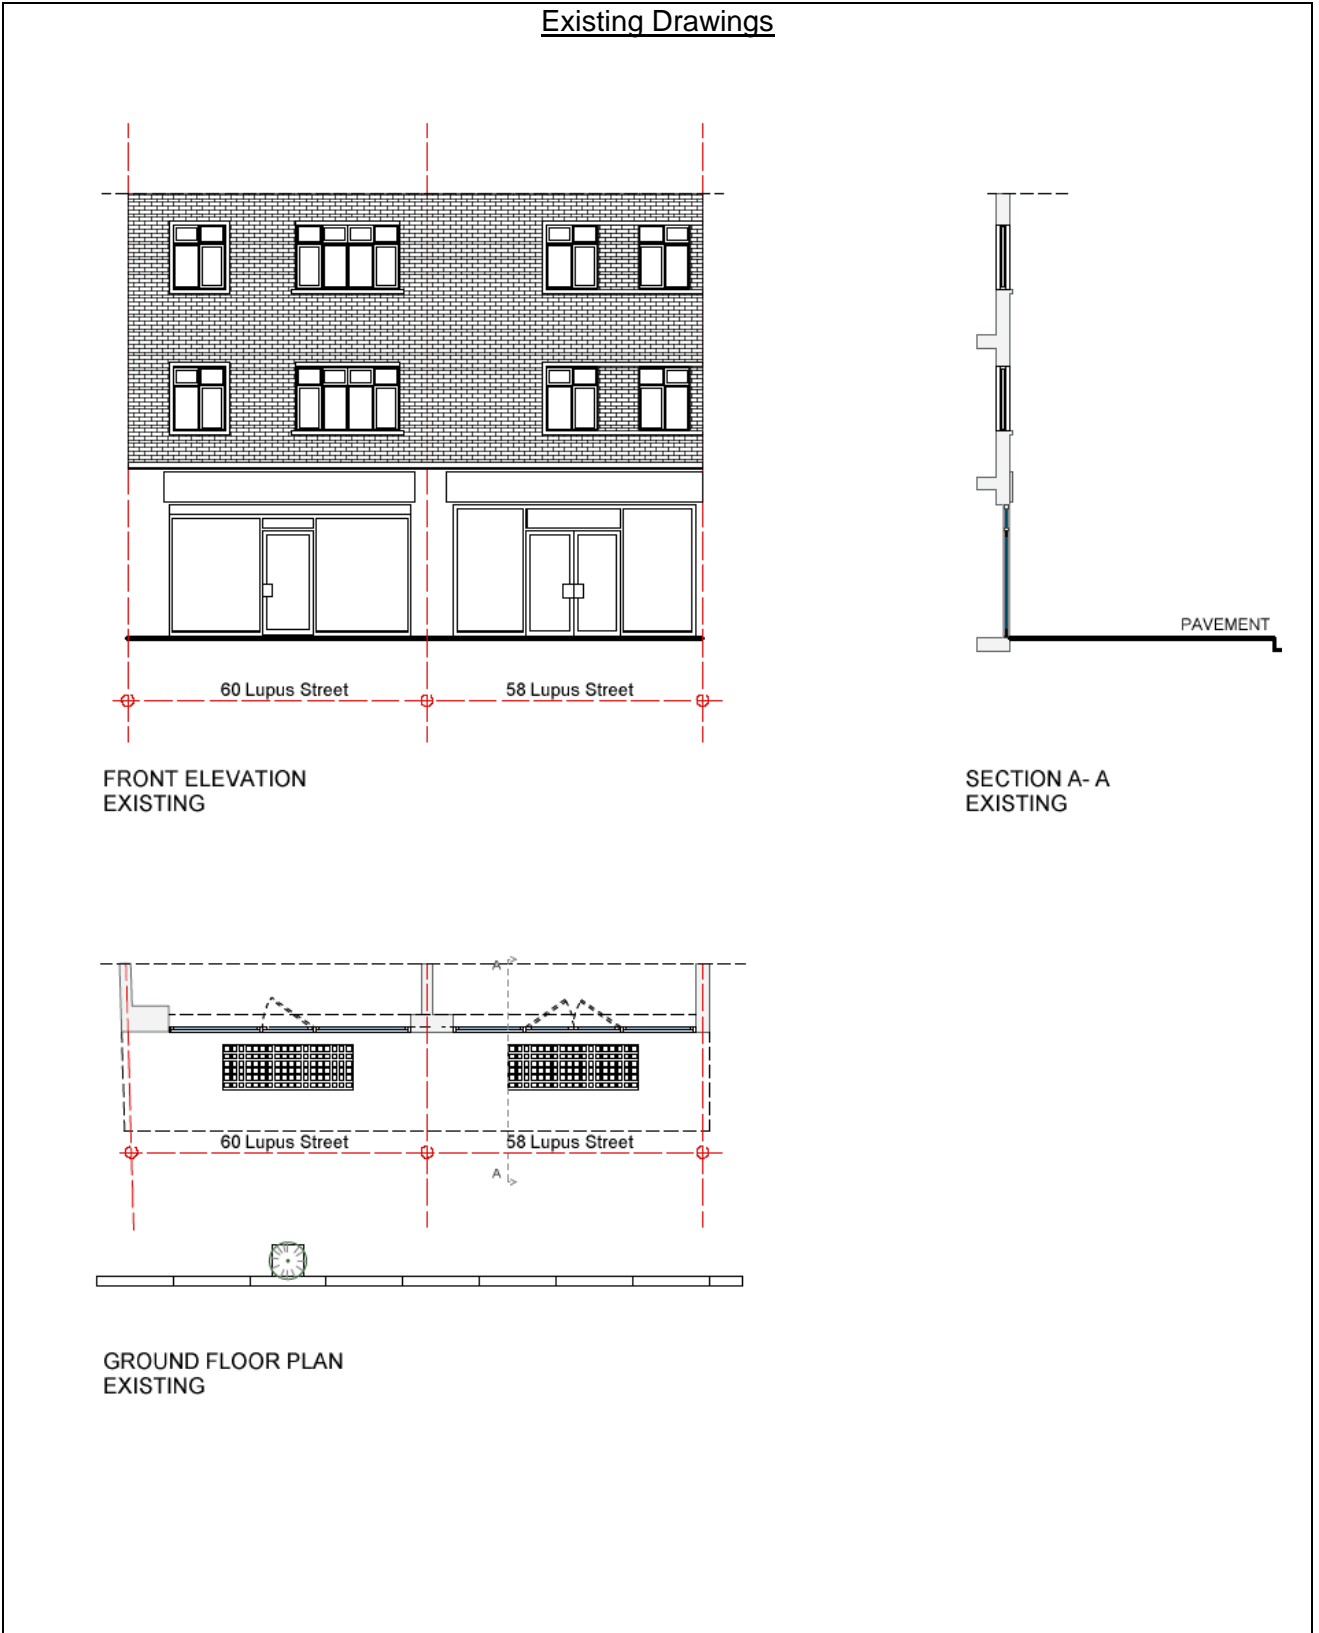 Existing Drawings
PAVEMENT
60 Lupus Street
58 Lupus Street
FRONT ELEVATION
EXISTING
SECTION A- A
EXISTING
A
60 Lupus Street
58 Lupus Street
A
GROUND FLOOR PLAN
EXISTING